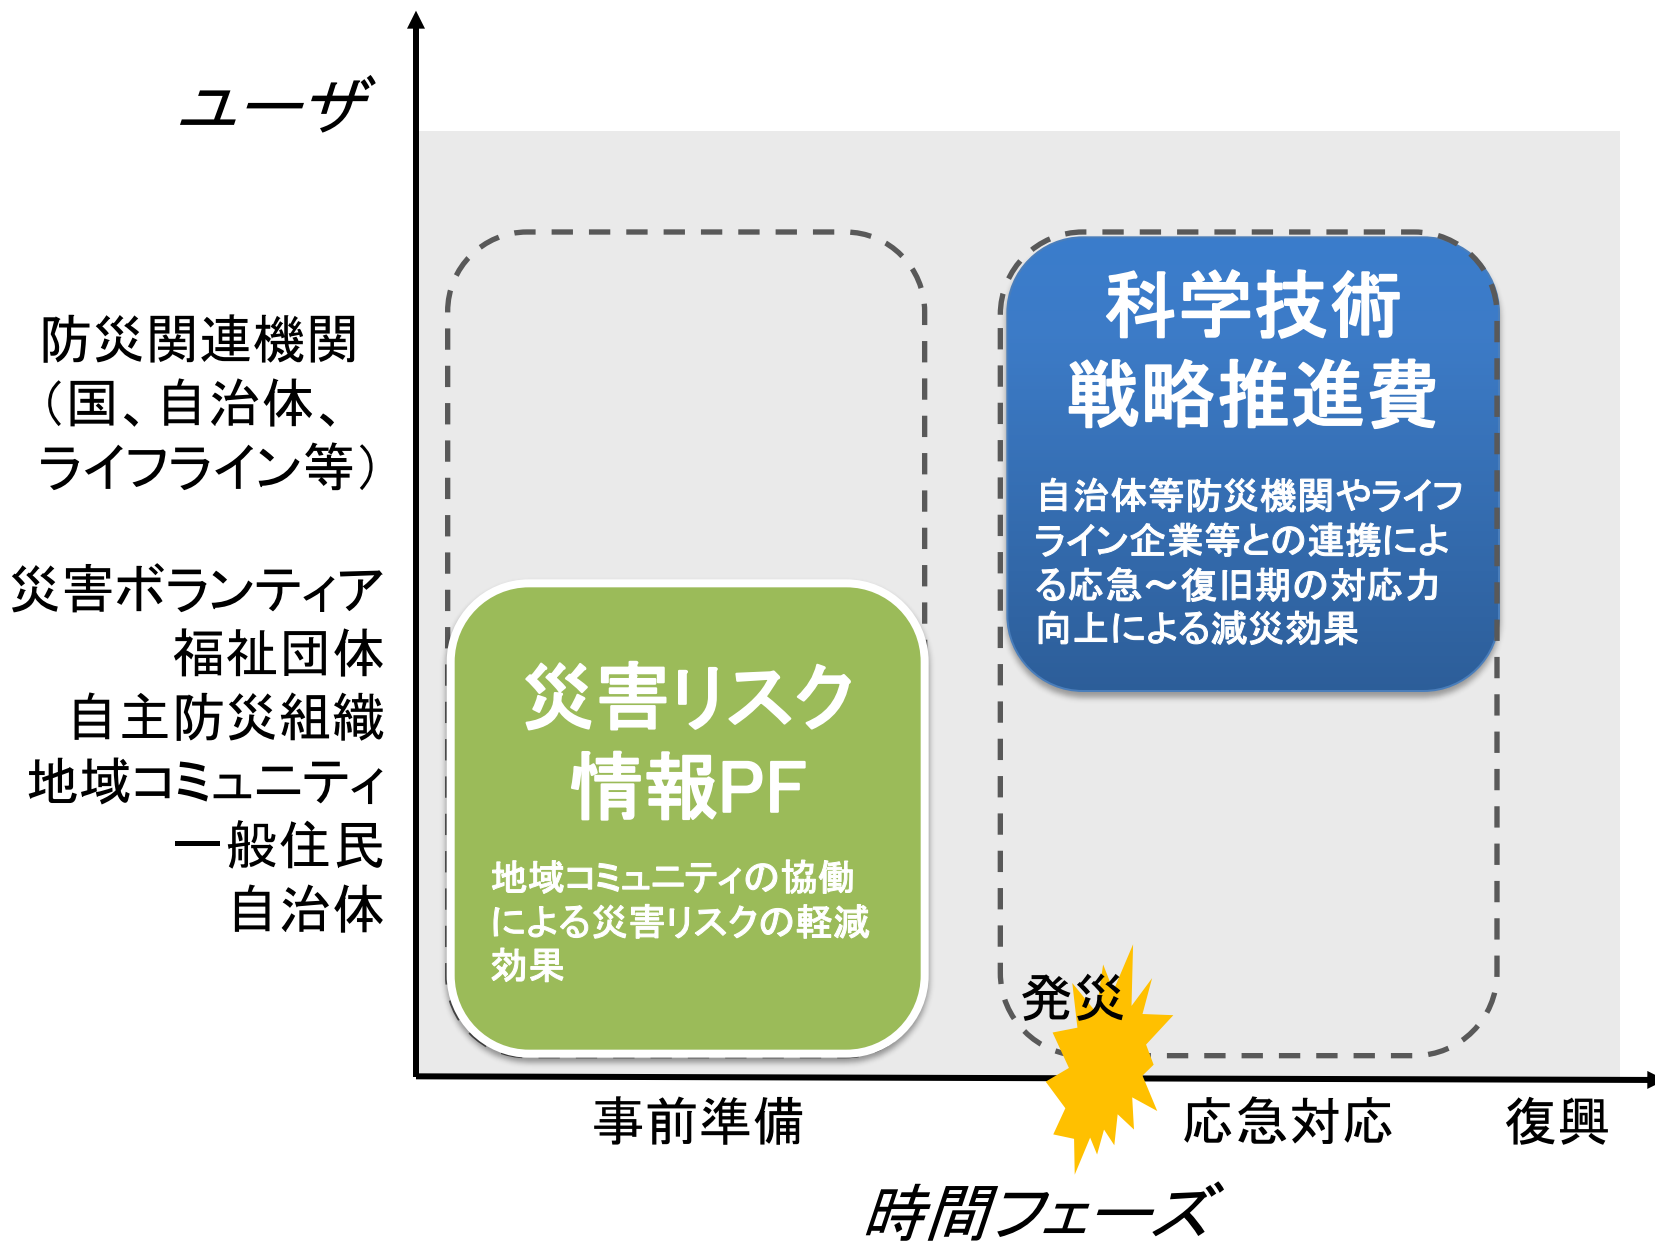 ユーザ
防災関連機関
（国、自治体、
ライフライン等）
災害ボランティア
福祉団体
自主防災組織
地域コミュニティ
一般住民
自治体
科学技術
戦略推進費
自治体等防災機関やライフ
ライン企業等との連携によ
る応急～復旧期の対応力
向上による減災効果
災害リスク
情報PF
地域コミュニティの協働
による災害リスクの軽減
効果
発災
事前準備
応急対応
復興
時間フェーズ